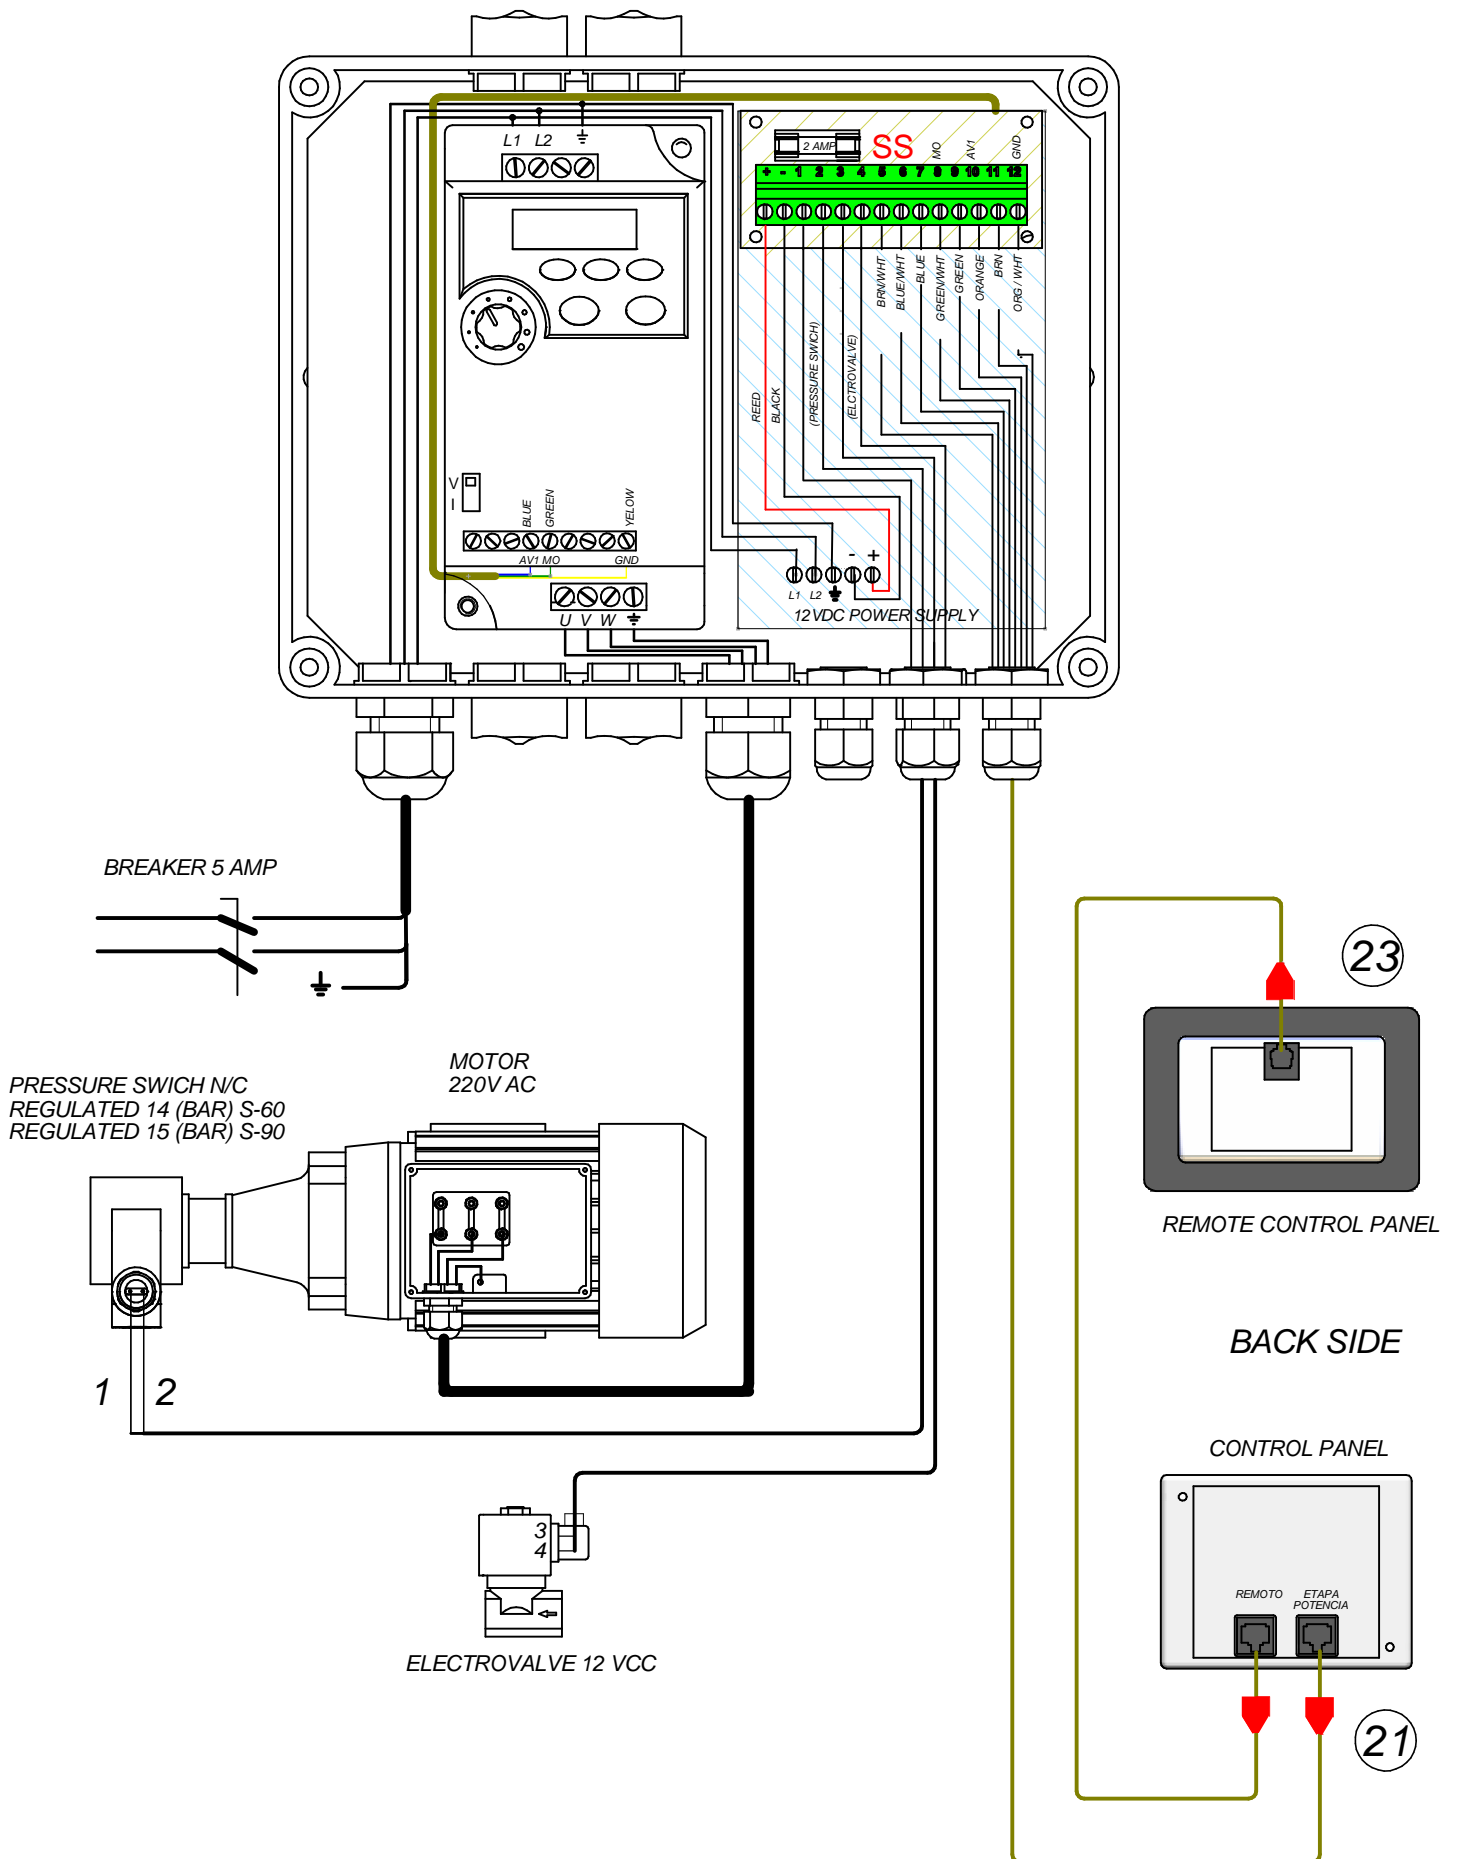 L1 L2
2 AMP
SS
MO
AV1
GND
+ - 1 2 3 4 5 6 7 8 9 10 11 12
REED
BLACK
(PRESSURE SWICH)
(ELCTROVALVE)
BRN/WHT
BLUE/WHT
BLUE
GREEN/WHT
GREEN
ORANGE
BRN
ORG / WHT
V
I
BLUE
GREEN
YELOW
AV1 MO GND
U V W
- +
L1 L2
12VDC POWER SUPPLY
BREAKER 5 AMP
23
REMOTE CONTROL PANEL
MOTOR
220V AC
PRESSURE SWICH N/C
REGULATED 14 (BAR) S-60
REGULATED 15 (BAR) S-90
1 2
BACK SIDE
CONTROL PANEL
3
4
ELECTROVALVE 12 VCC
REMOTO
ETAPA
POTENCIA
21